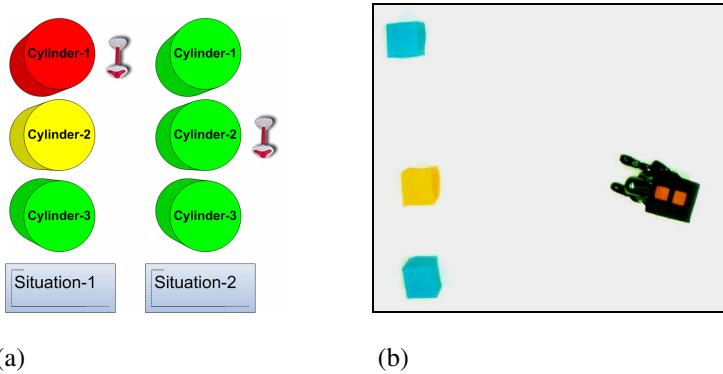 Cylinder-1
Cylinder-1
Cylinder-2
Cylinder-2
Cylinder-3
Cylinder-3
Situation-1
Situation-2
(a)
(b)